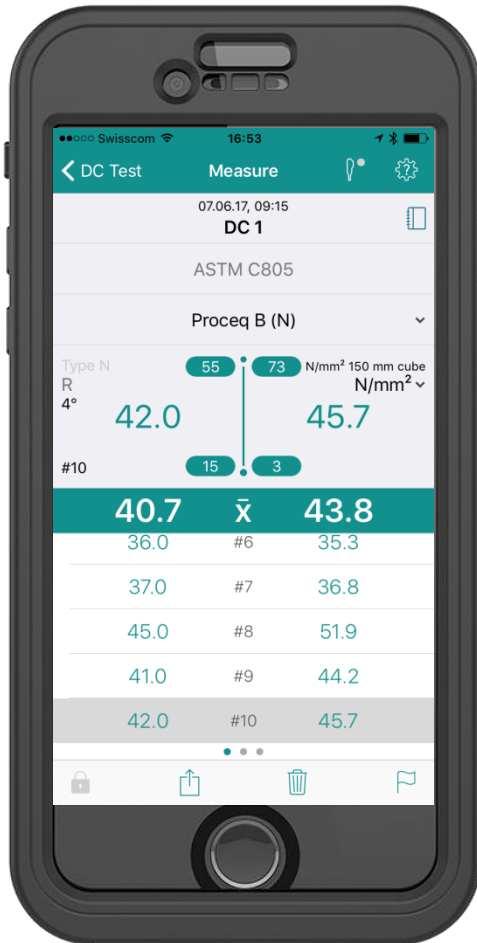 Swisscom 16:53
DC Test Measure
07.06.17, 09:15
DC 1
ASTM C805
Proceq B (N)
Type N 55 73 N/mm² 150 mm cube
R N/mm²
4°
42.0 45.7
#10 15 3
40.7 x̄ 43.8
36.0 #6 35.3
37.0 #7 36.8
45.0 #8 51.9
41.0 #9 44.2
42.0 #10 45.7